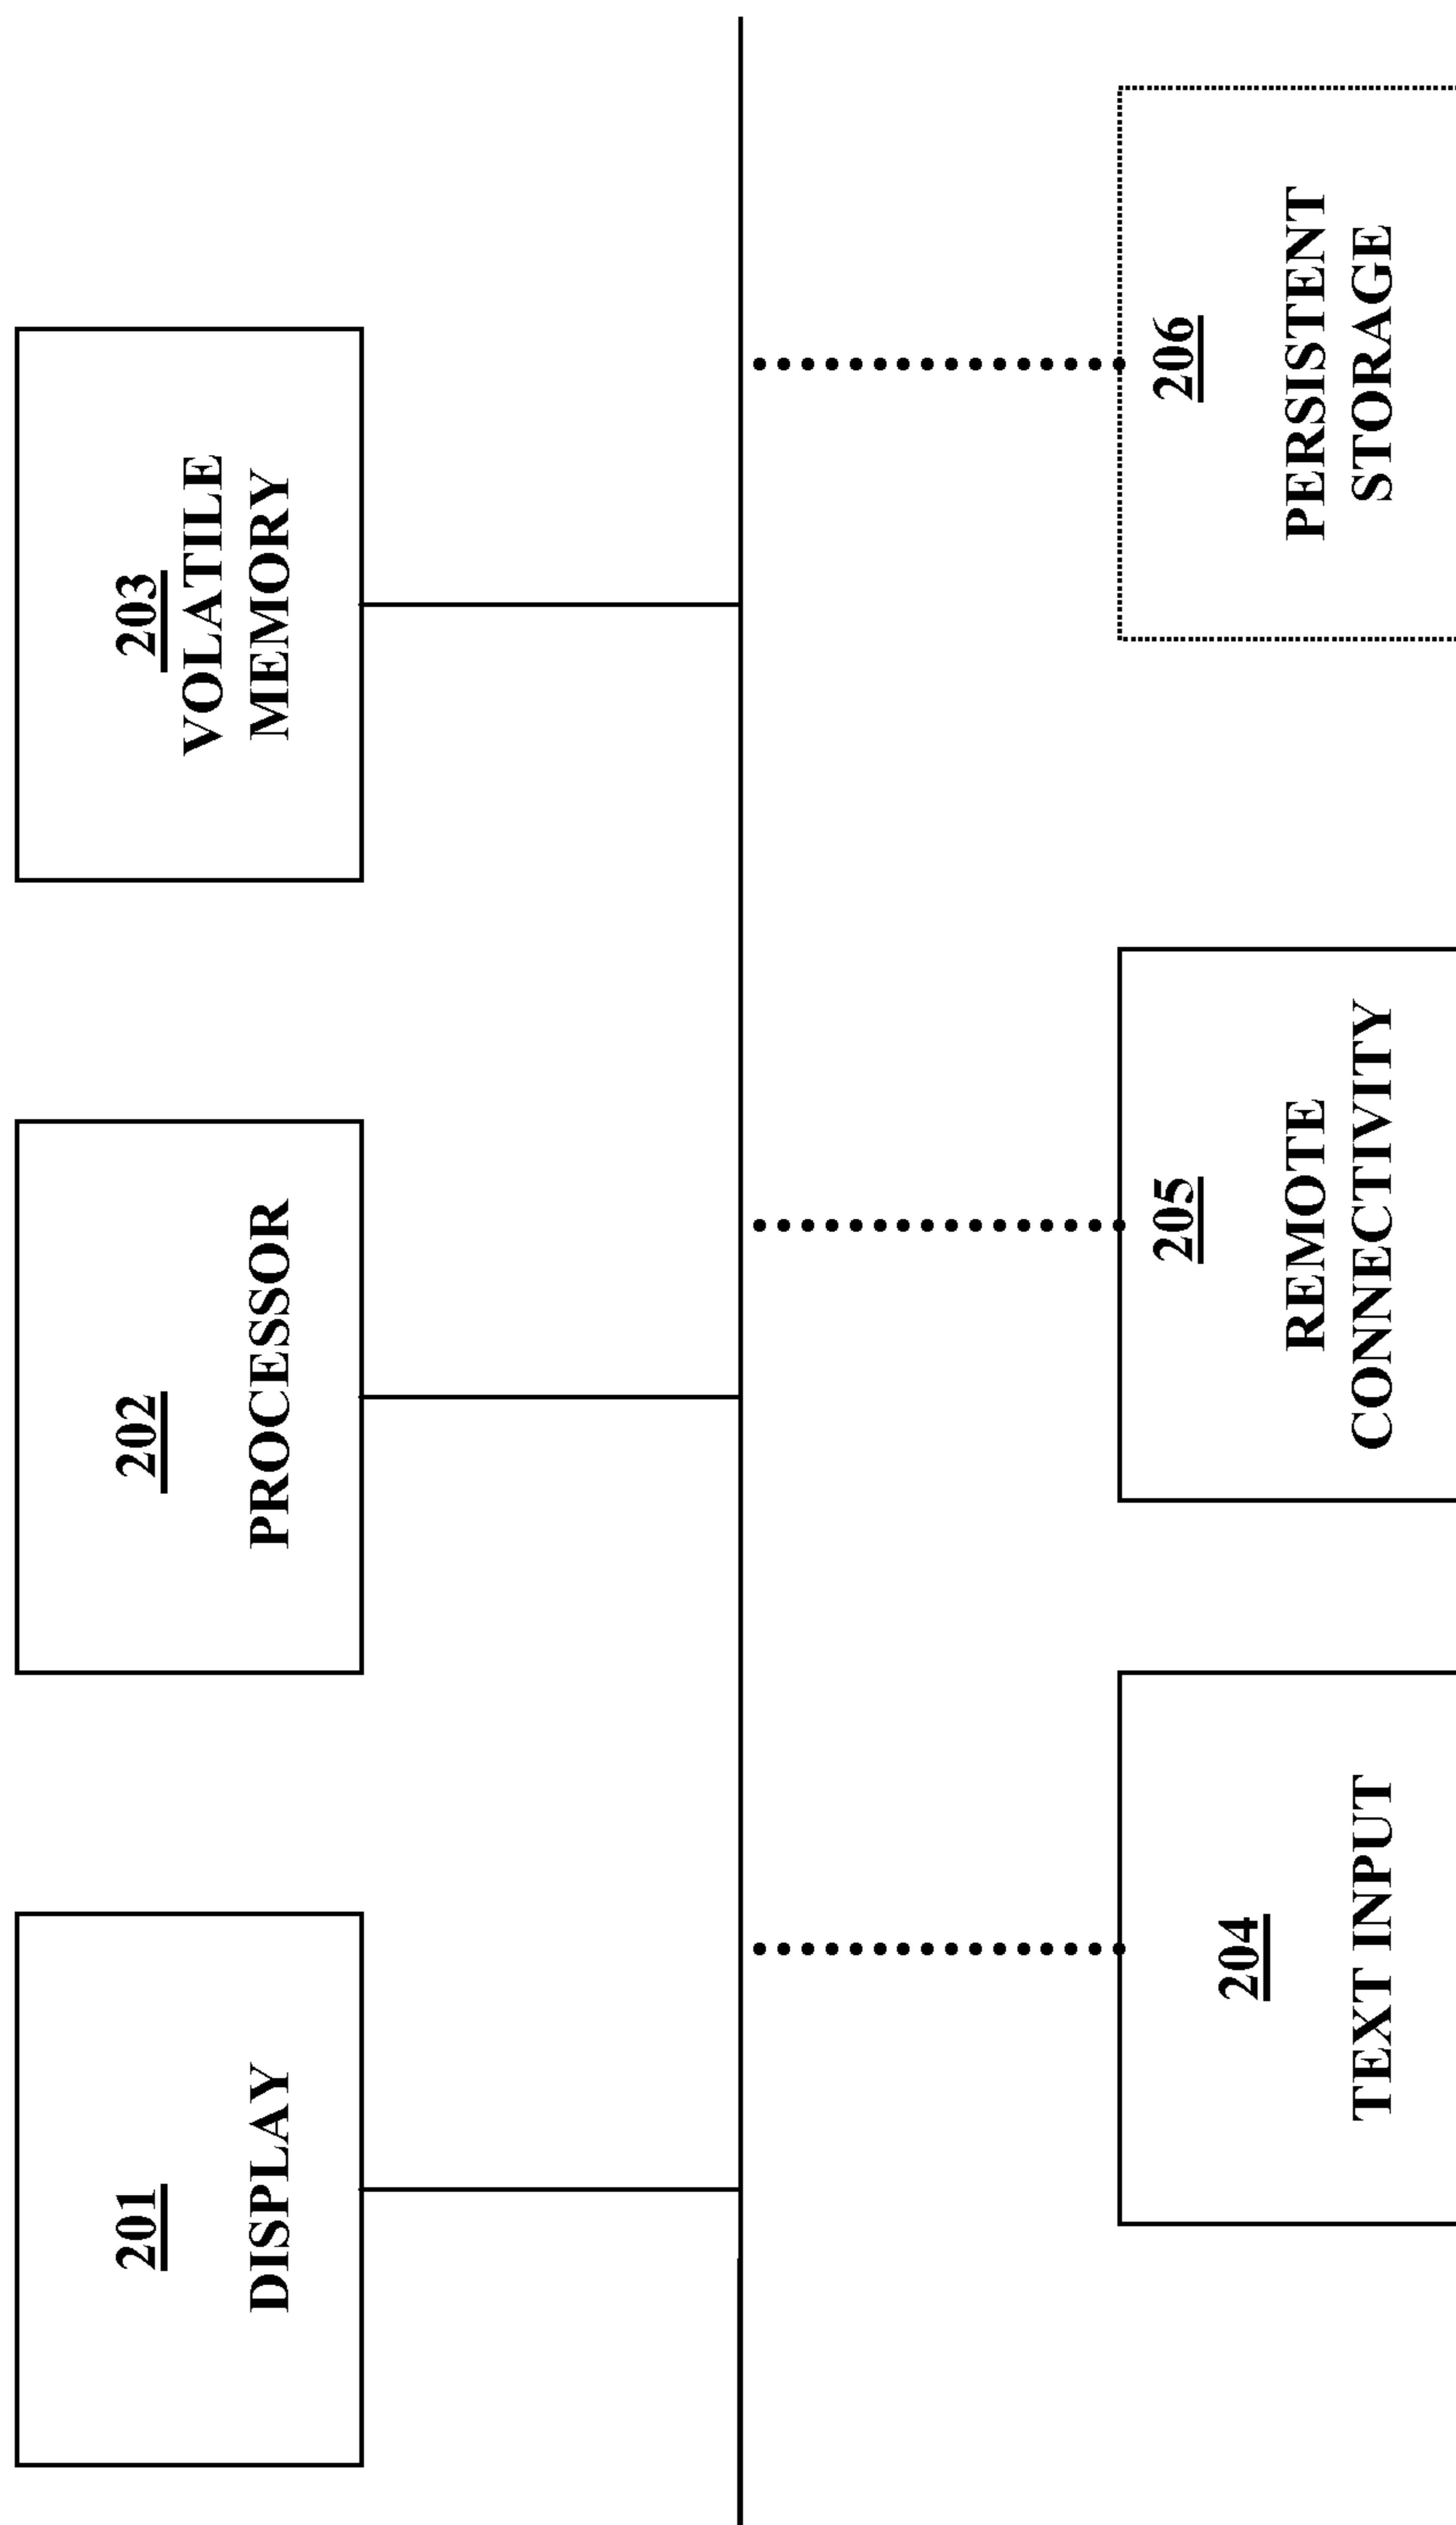 201
DISPLAY
202
PROCESSOR
203
VOLATILE
MEMORY
204
TEXT INPUT
205
REMOTE
CONNECTIVITY
206
PERSISTENT
STORAGE